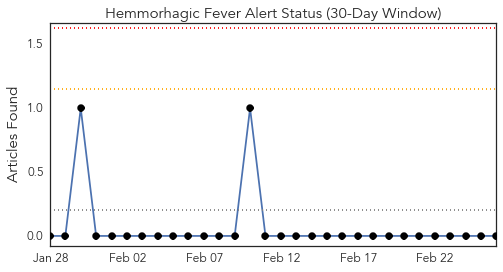 Hemmorhagic Fever Alert Status (30-Day Window)
Articles Found
1.5
1.0
0.5
0.0
Jan 28 Feb 02 Feb 07 Feb 12 Feb 17 Feb 22